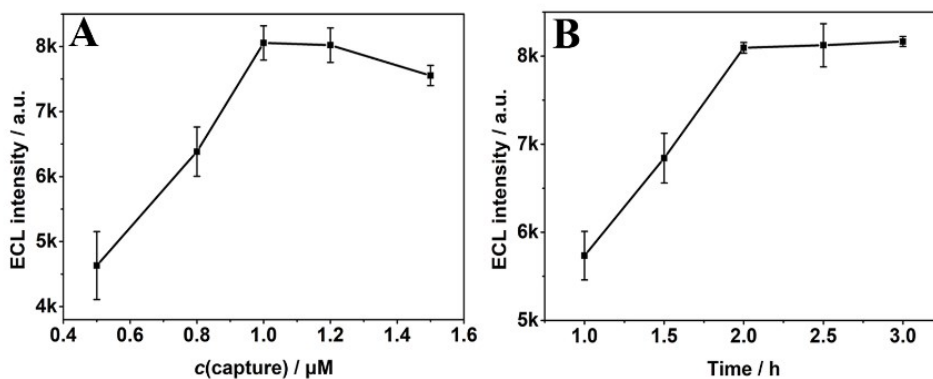 A
ECL intensity / a.u.
8k
7k
6k
5k
4k
0.4 0.6 0.8 1.0 1.2 1.4 1.6
c(capture) / μM
B
ECL intensity / a.u.
8k
7k
6k
5k
1.0 1.5 2.0 2.5 3.0
Time / h